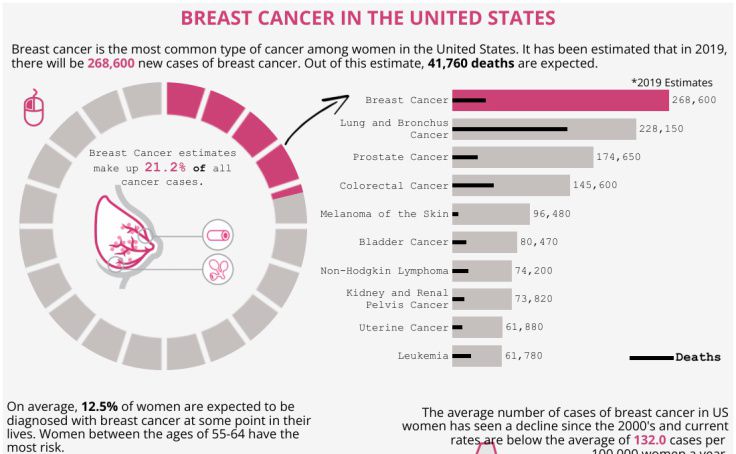 BREAST CANCER IN THE UNITED STATES
Breast cancer is the most common type of cancer among women in the United States. It has been estimated that in 2019,
there will be 268,600 new cases of breast cancer. Out of this estimate, 41,760 deaths are expected.
*2019 Estimates
Breast Cancer estimates
make up 21.2% of all
cancer cases.
Breast Cancer 268,600
Lung and Bronchus
Cancer 228,150
Prostate Cancer 174,650
Colorectal Cancer 145,600
Melanoma of the Skin 96,480
Bladder Cancer 80,470
Non-Hodgkin Lymphoma 74,200
Kidney and Renal
Pelvis Cancer 73,820
Uterine Cancer 61,880
Leukemia 61,780
Deaths
On average, 12.5% of women are expected to be
diagnosed with breast cancer at some point in their
lives. Women between the ages of 55-64 have the
most risk.
The average number of cases of breast cancer in US
women has seen a decline since the 2000's and current
rates are below the average of 132.0 cases per
100,000 women a year